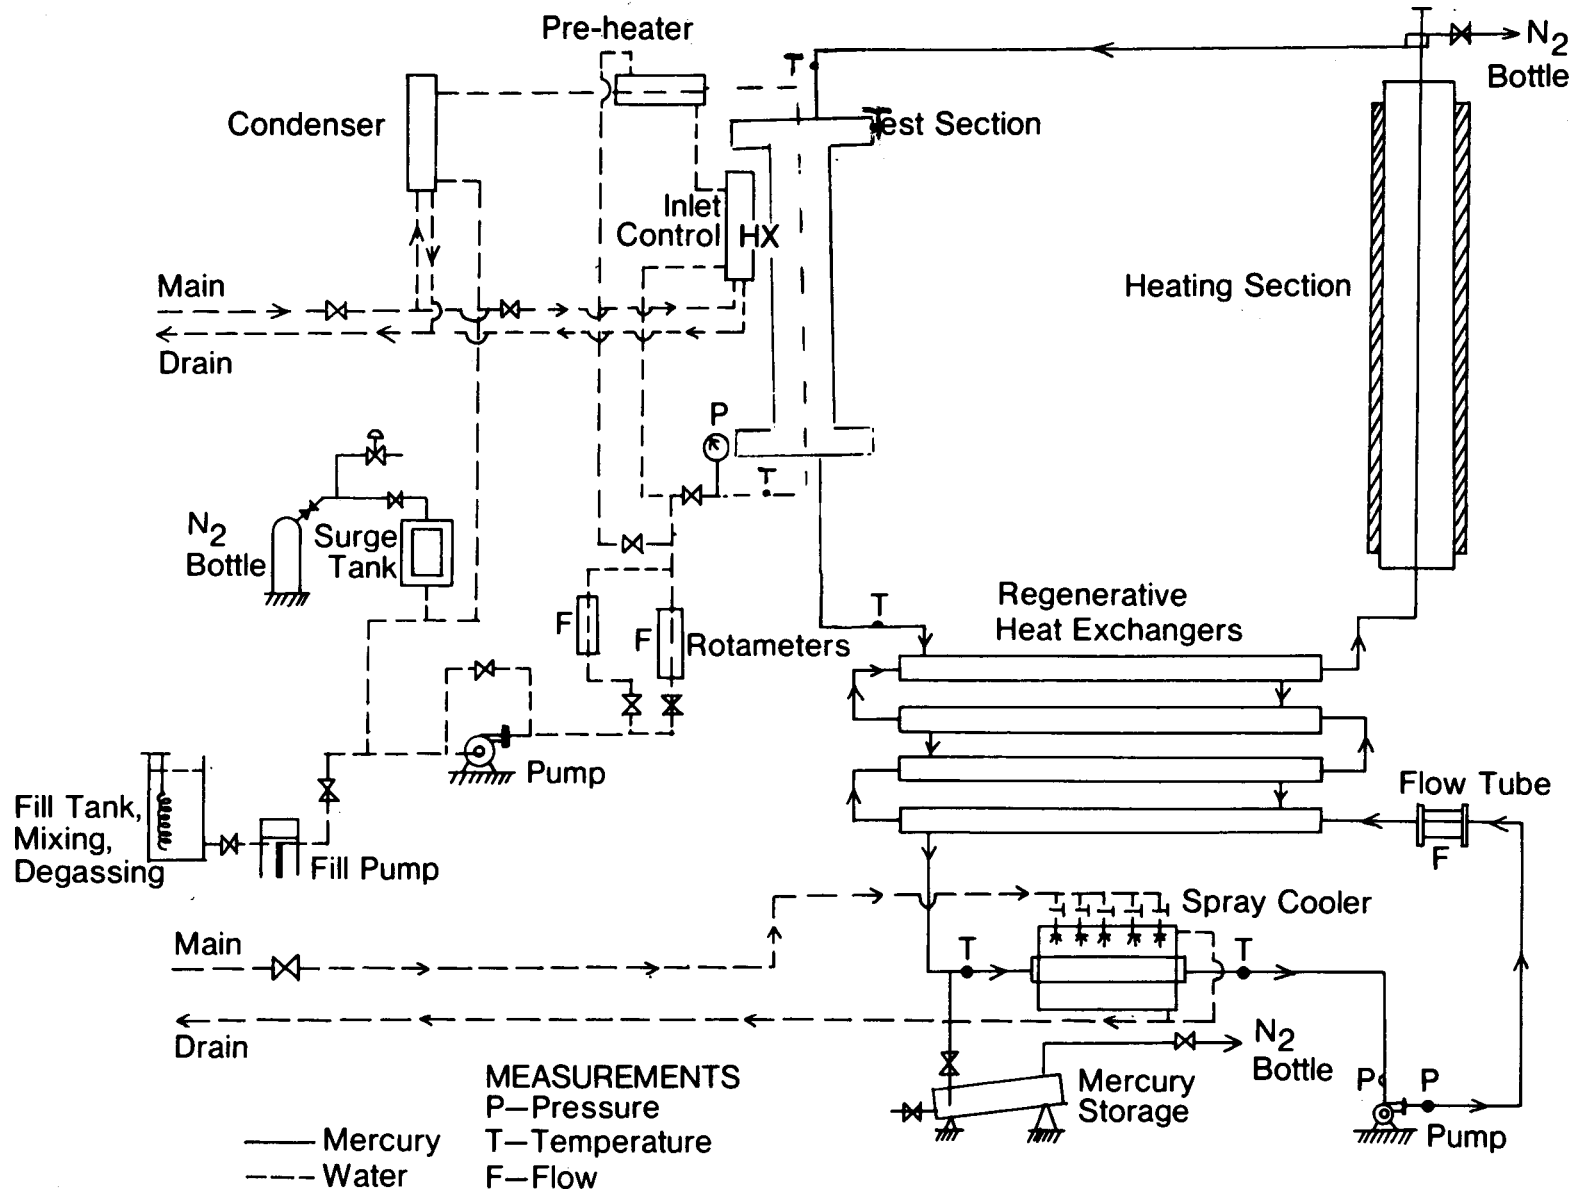 Pre-heater
T
T
N2
Bottle
Condenser
T
est Section
Inlet
Control HX
Main
Heating Section
Drain
P
T
N2
Bottle
Surge
Tank
T
Regenerative
Heat Exchangers
F
F
Rotameters
Pump
Flow Tube
F
Fill Tank,
Mixing,
Degassing
Fill Pump
Spray Cooler
Main
T
T
Drain
N2
Bottle
Mercury
Storage
P
P
Pump
MEASUREMENTS
P—Pressure
Mercury
T—Temperature
Water
F—Flow